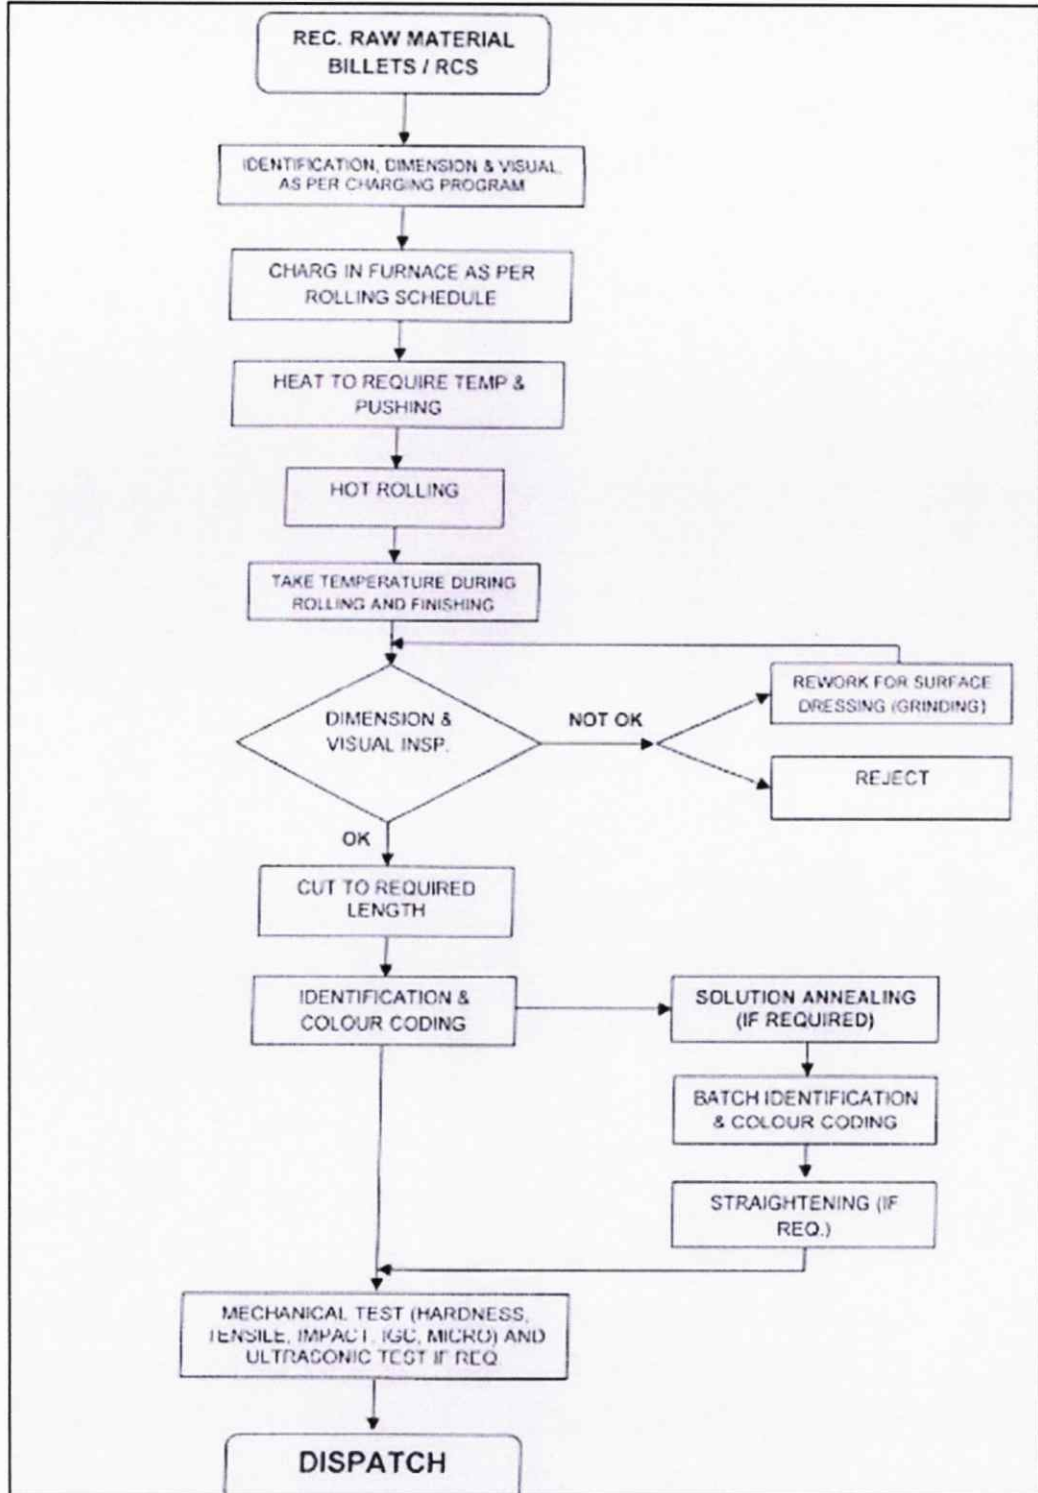 REC. RAW MATERIAL
BILLETS / RCS
IDENTIFICATION, DIMENSION & VISUAL,
AS PER CHARGING PROGRAM
CHARG IN FURNACE AS PER
ROLLING SCHEDULE
HEAT TO REQUIRE TEMP &
PUSHING
HOT ROLLING
TAKE TEMPERATURE DURING
ROLLING AND FINISHING
DIMENSION &
VISUAL INSP.
NOT OK
REWORK FOR SURFACE
DRESSING (GRINDING)
REJECT
OK
CUT TO REQUIRED
LENGTH
IDENTIFICATION &
COLOUR CODING
SOLUTION ANNEALING
(IF REQUIRED)
BATCH IDENTIFICATION
& COLOUR CODING
STRAIGHTENING (IF
REQ.)
MECHANICAL TEST (HARDNESS,
TENSILE, IMPACT, IGC, MICRO) AND
ULTRASONIC TEST IF REQ.
DISPATCH